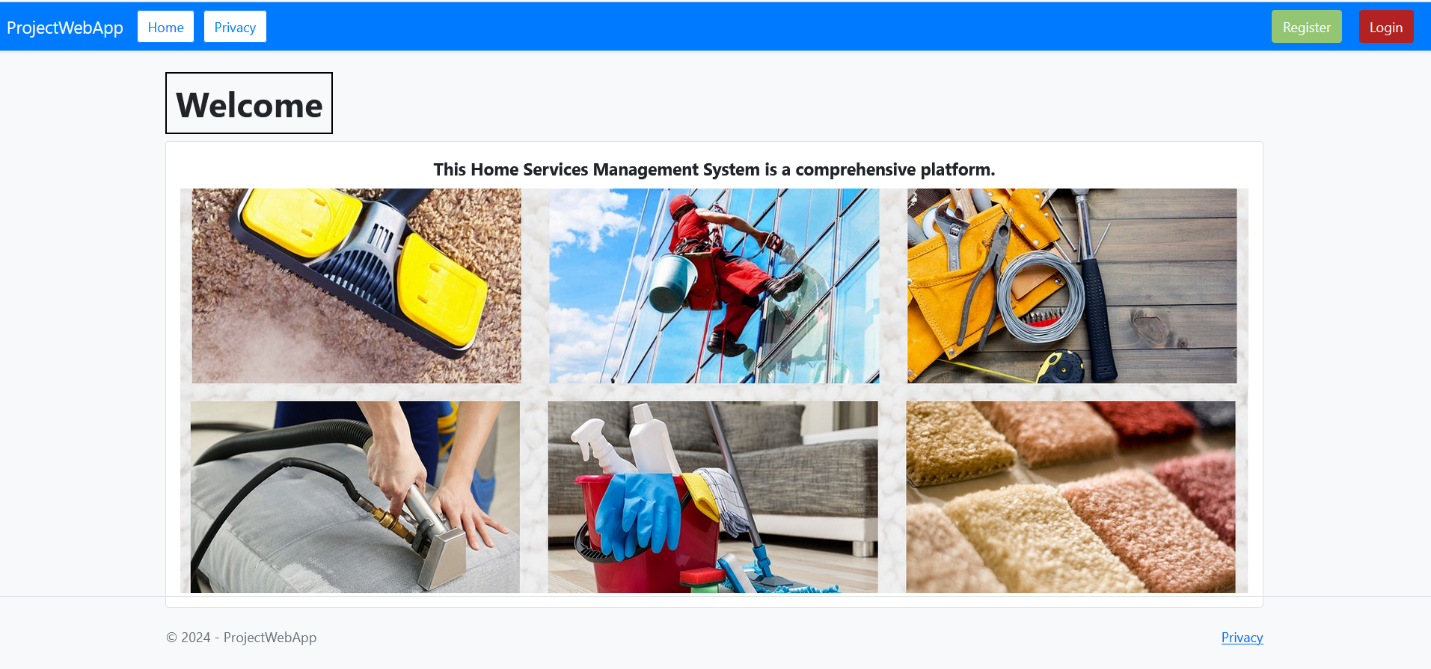 ProjectWebApp Home Privacy Register Login
Welcome
This Home Services Management System is a comprehensive platform.
© 2024 - ProjectWebApp Privacy